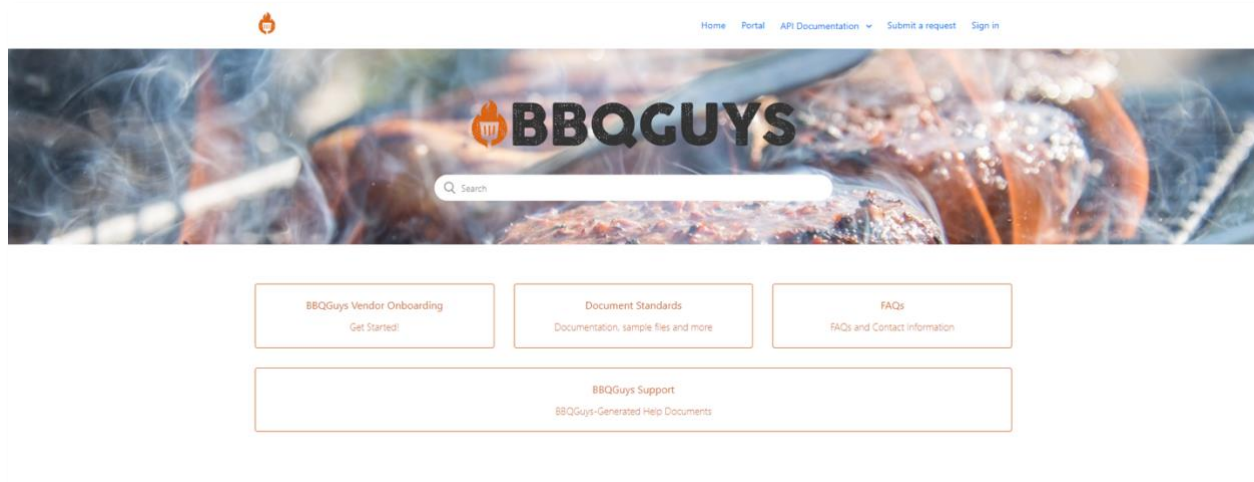 Home Portal API Documentation Submit a request Sign in
BBQGUYS
Search
BBQGuys Vendor Onboarding
Get Started!
Document Standards
Documentation, sample files and more
FAQs
FAQs and Contact Information
BBQGuys Support
BBQGuys-Generated Help Documents